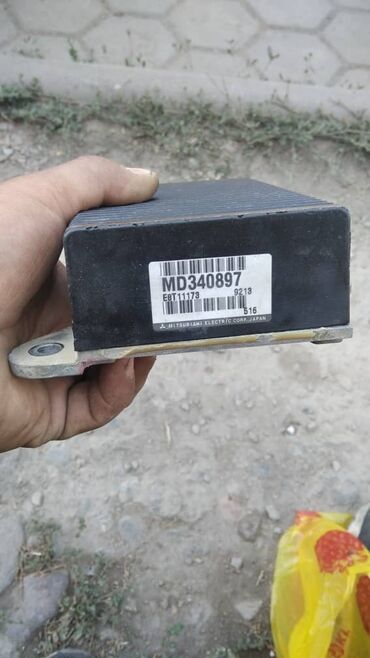 MD340897
E8T11173 9213
516
MITSUBISHI ELECTRIC CORP. JAPAN